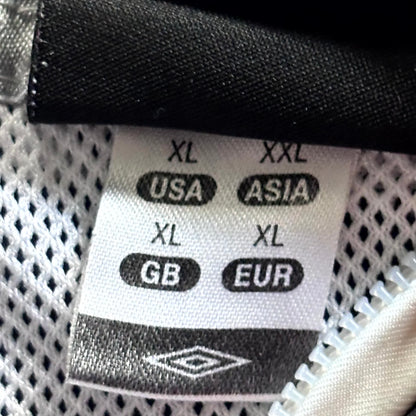 XL XXL
USA ASIA
XL XL
GB EUR